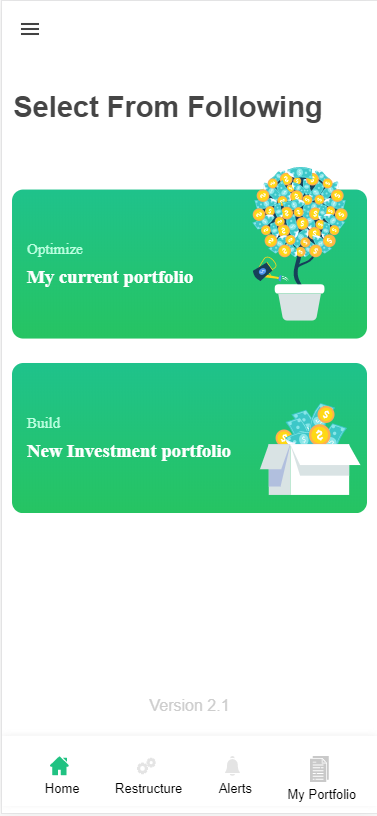 Select From Following
Optimize
My current portfolio
Build
New Investment portfolio
Version 2.1
Home
Restructure
Alerts
My Portfolio